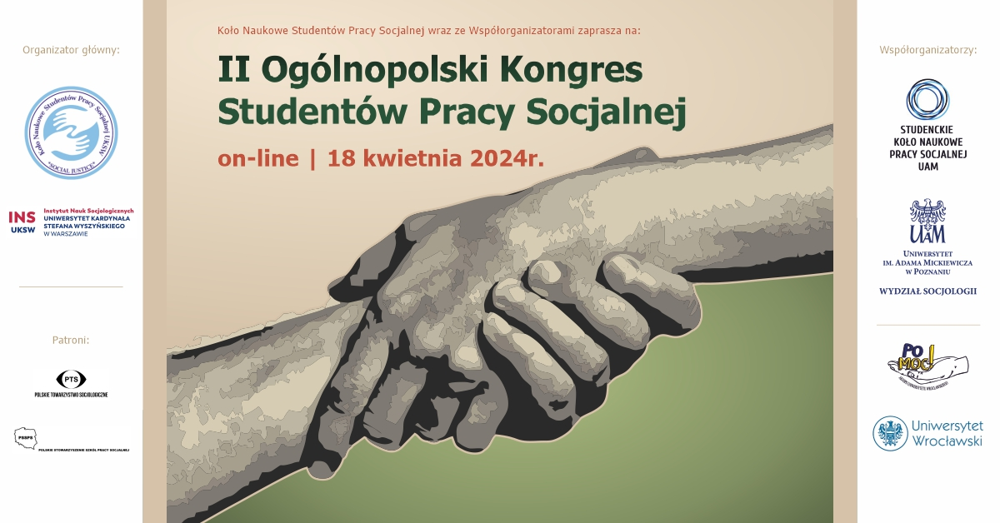 Organizator główny:
Koło Naukowe Studentów Pracy Socjalnej UKSW
"SOCIAL JUSTICE"
INS
UKSW
Instytut Nauk Socjologicznych
UNIWERSYTET KARDYNAŁA
STEFANA WYSZYŃSKIEGO
W WARSZAWIE
Patroni:
PTS
POLSKIE TOWARZYSTWO SOCJOLOGICZNE
PSSPS
POLSKIE STOWARZYSZENIE SZKÓŁ PRACY SOCJALNEJ
Koło Naukowe Studentów Pracy Socjalnej wraz ze Współorganizatorami zaprasza na:
II Ogólnopolski Kongres
Studentów Pracy Socjalnej
on-line | 18 kwietnia 2024r.
Współorganizatorzy:
STUDENCKIE
KOŁO NAUKOWE
PRACY SOCJALNEJ
UAM
UAM
UNIWERSYTET
IM. ADAMA MICKIEWICZA
W POZNANIU
WYDZIAŁ SOCJOLOGII
PO
MOC!
Uniwersytet
Wrocławski